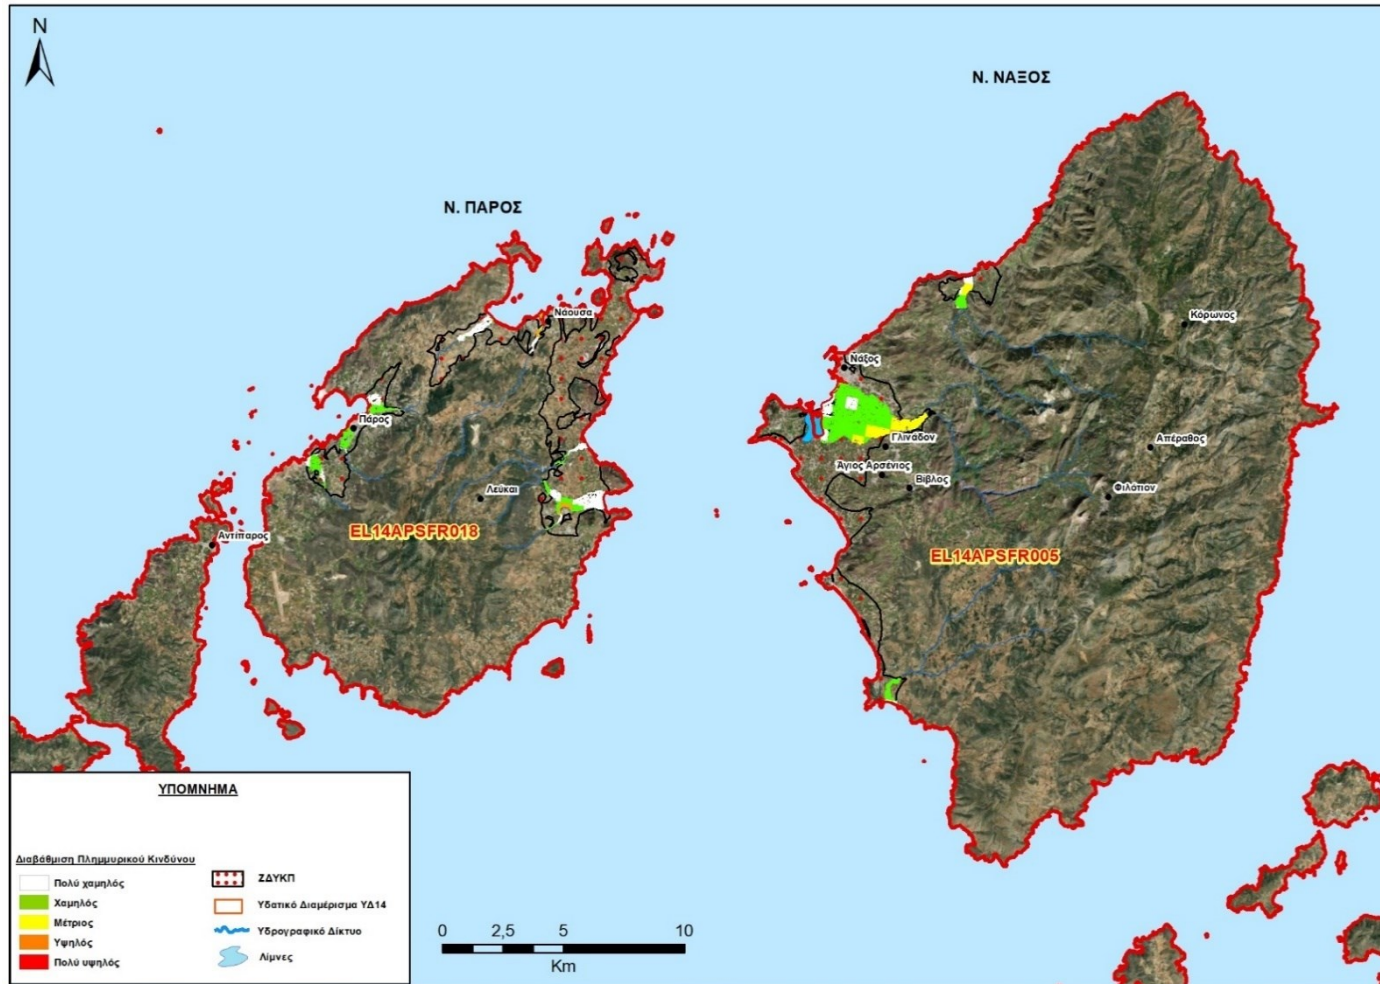 N
Ν. ΝΑΞΟΣ
Ν. ΠΑΡΟΣ
Νάουσα
Κόρωνος
Νάξος
Πάρος
Γλινάδον
Απέραθος
Άγιος Αρσένιος
Βίβλος
Φιλότιον
Λεύκαι
EL14APSFR018
Αντίπαρος
EL14APSFR005
ΥΠΟΜΝΗΜΑ
Διαβάθμιση Πλημμυρικού Κινδύνου
Πολύ χαμηλός
Χαμηλός
Μέτριος
Υψηλός
Πολύ υψηλός
ΖΔΥΚΠ
Υδατικό Διαμέρισμα ΥΔ14
Υδρογραφικό Δίκτυο
Λίμνες
0 2,5 5 10
Km